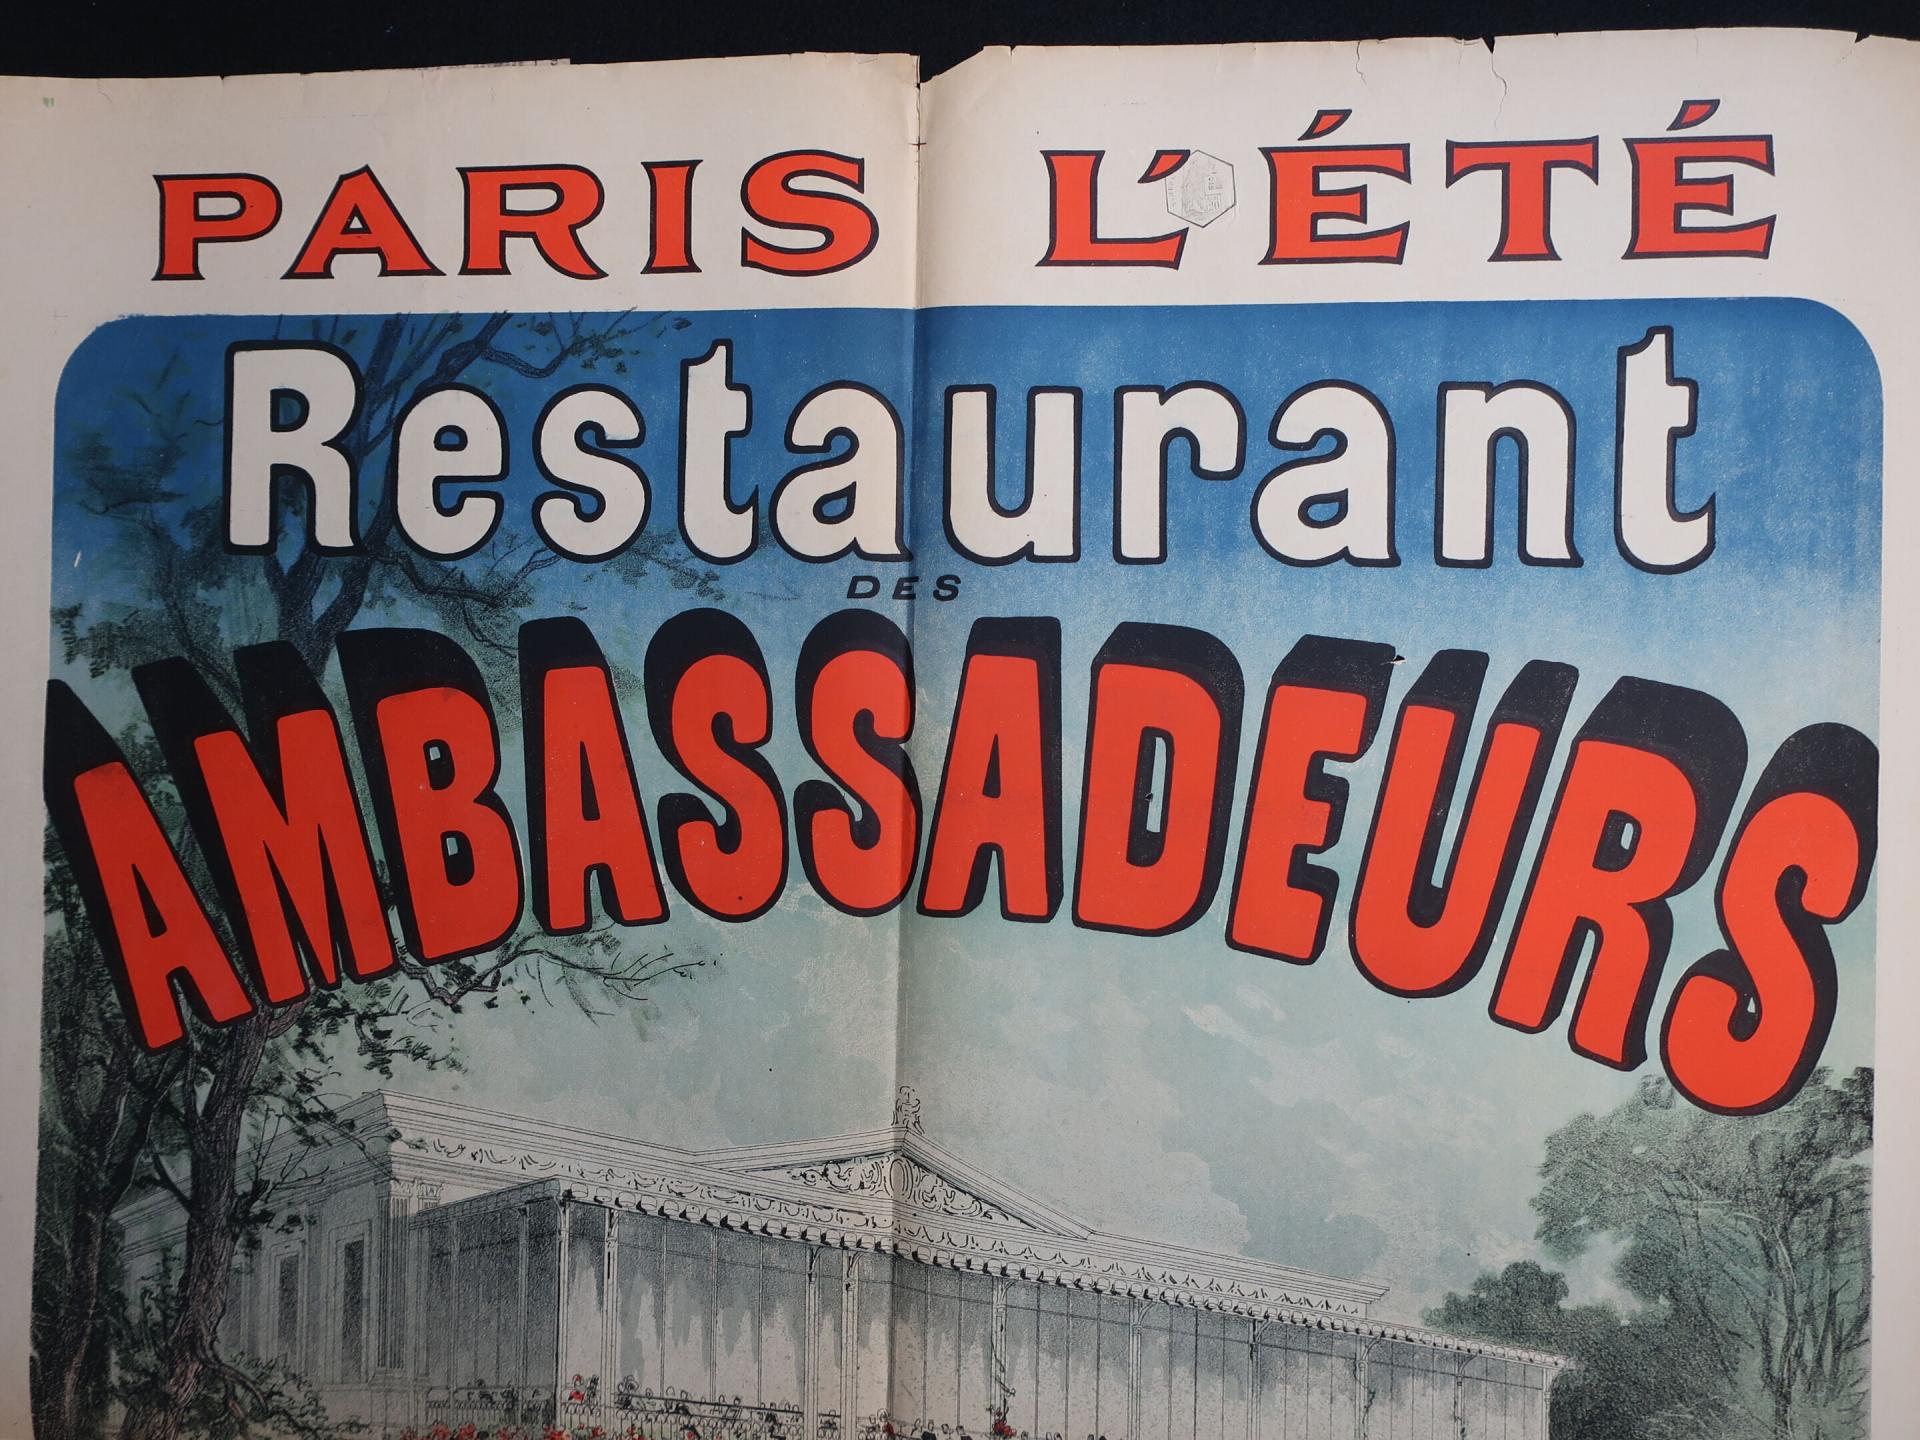 PARIS L'ÉTÉ
Restaurant
DES
AMBASSADEURS